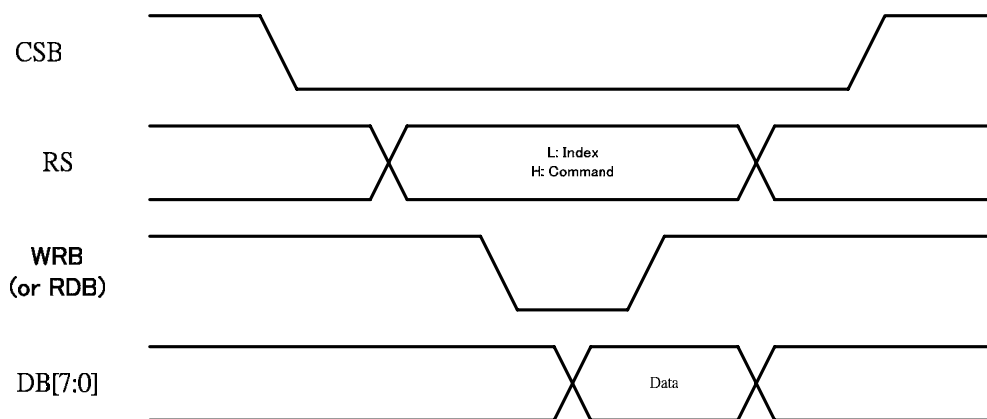 CSB
RS
L: Index
H: Command
WRB
(or RDB)
DB[7:0]
Data